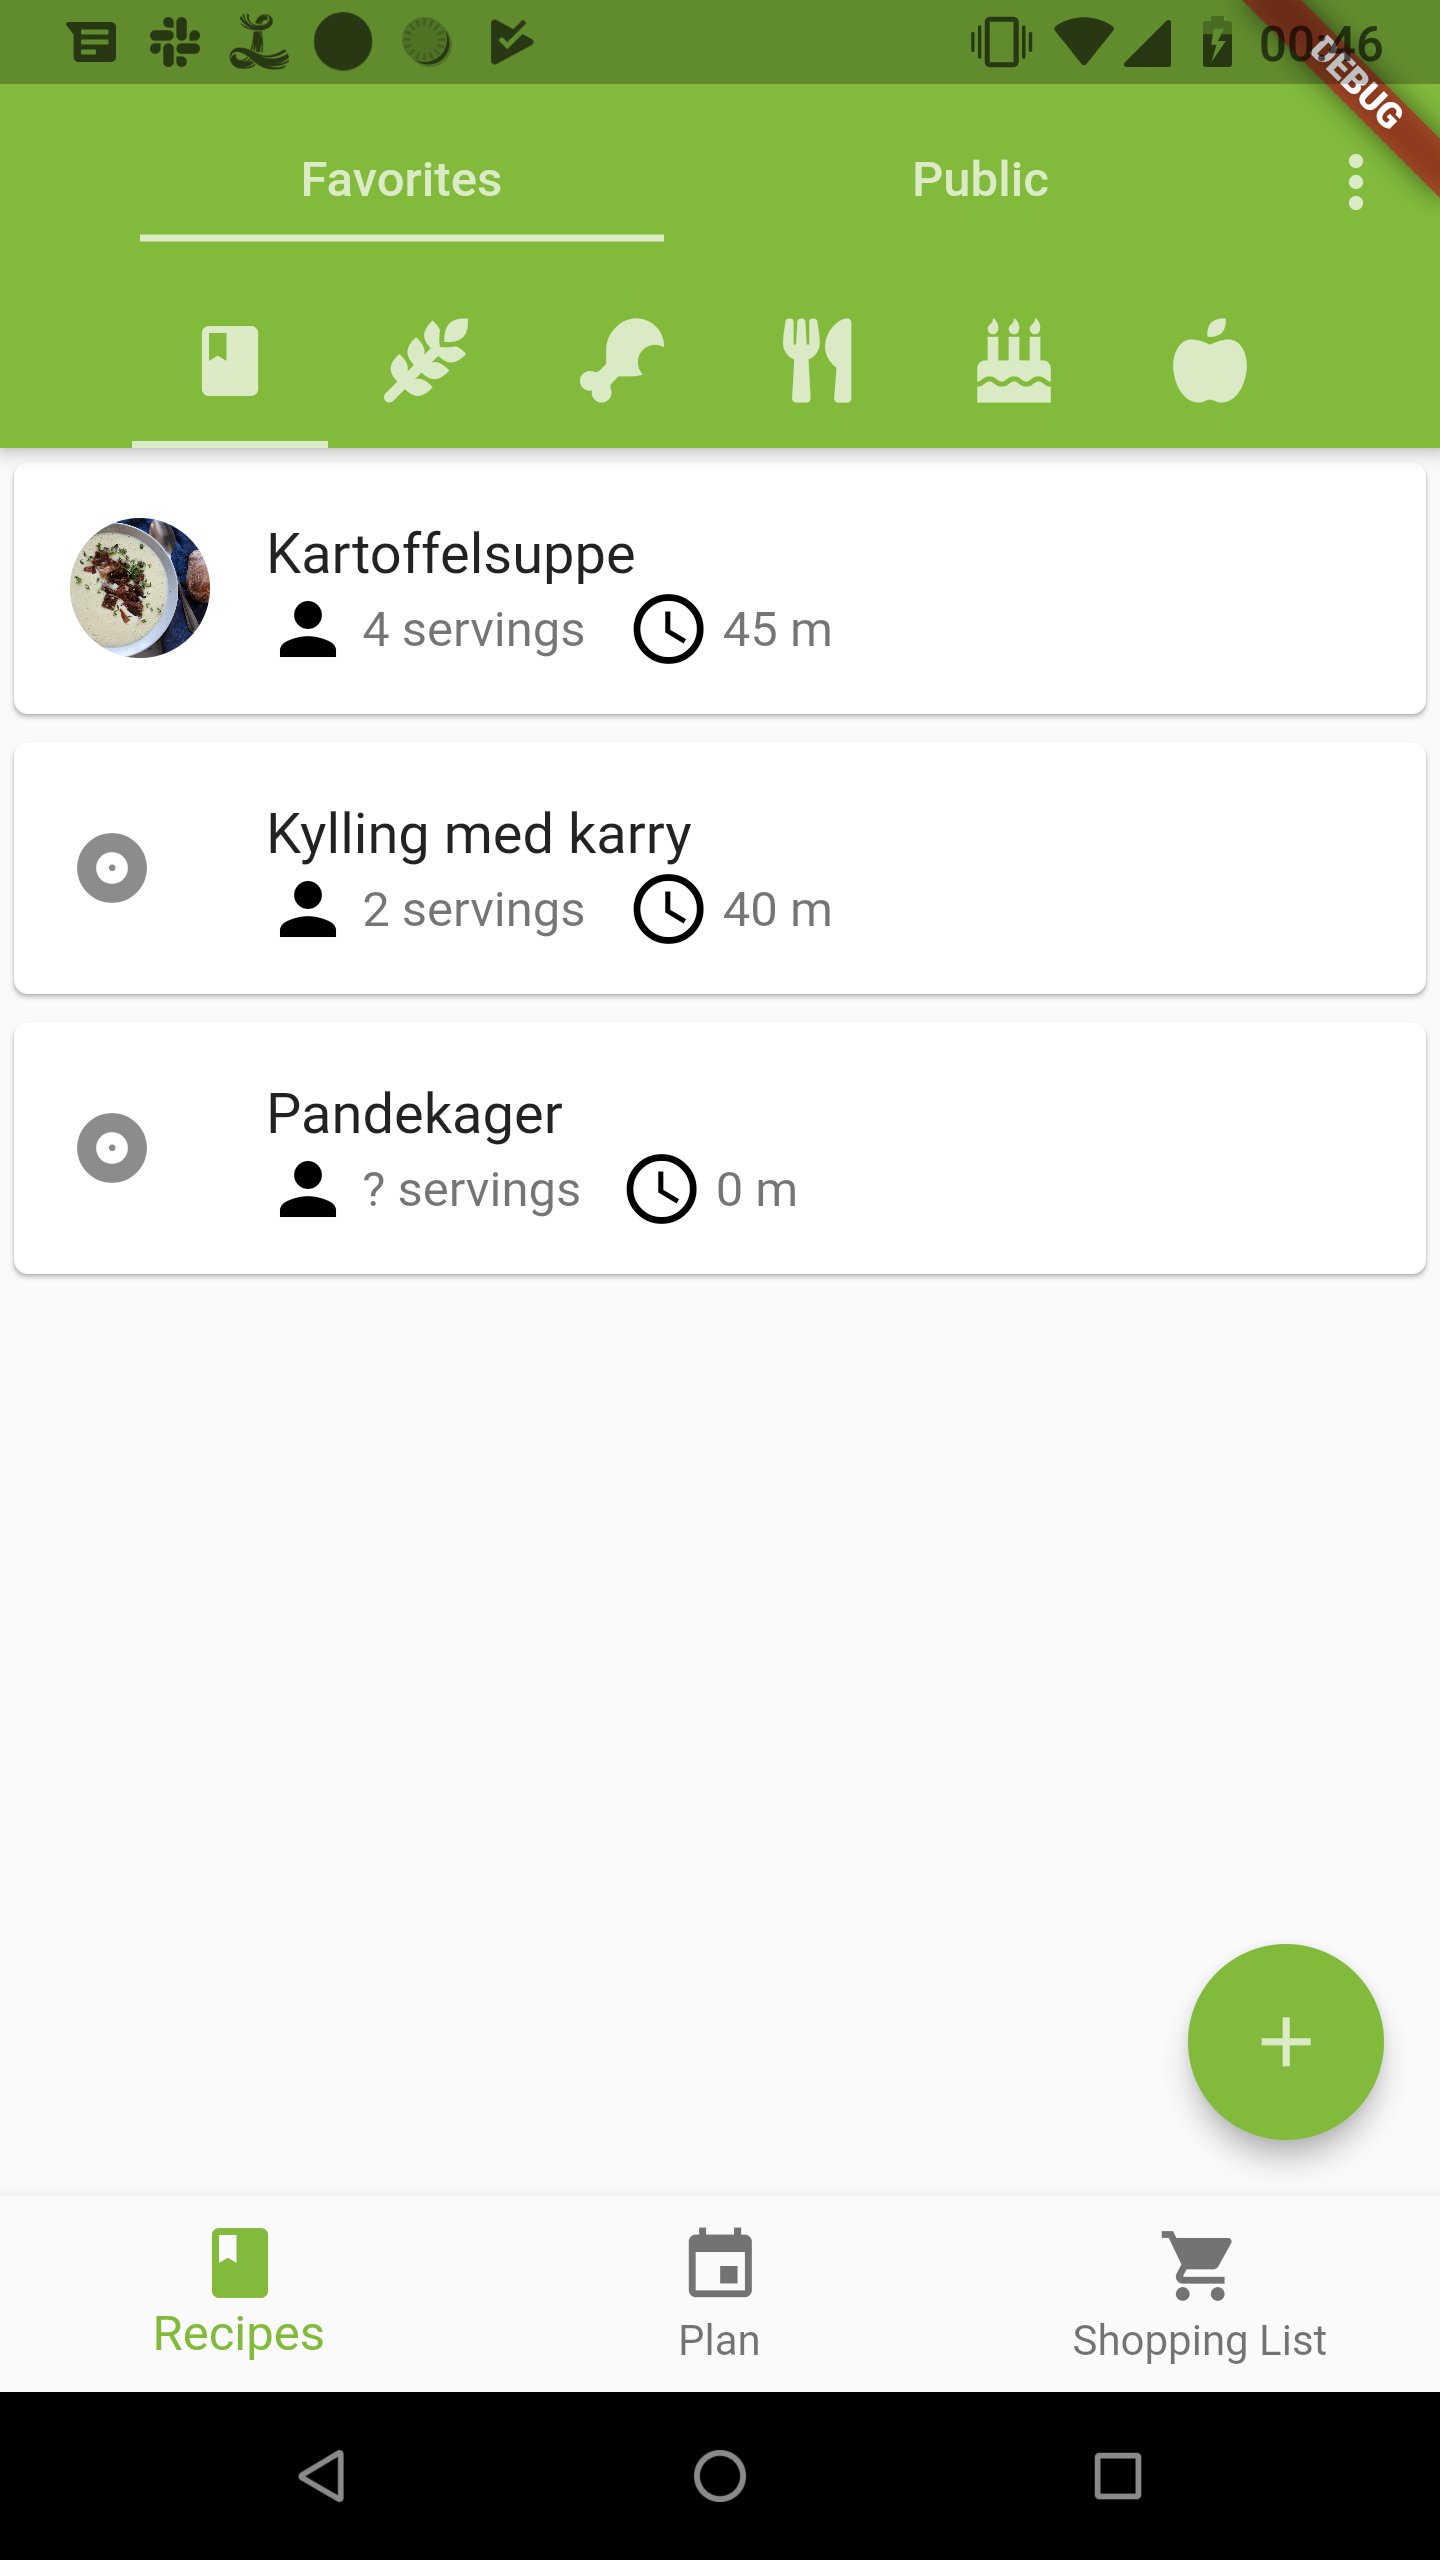 00:46
DEBUG
Favorites
Public
Kartoffelsuppe
4 servings 45 m
Kylling med karry
2 servings 40 m
Pandekager
? servings 0 m
Recipes
Plan
Shopping List